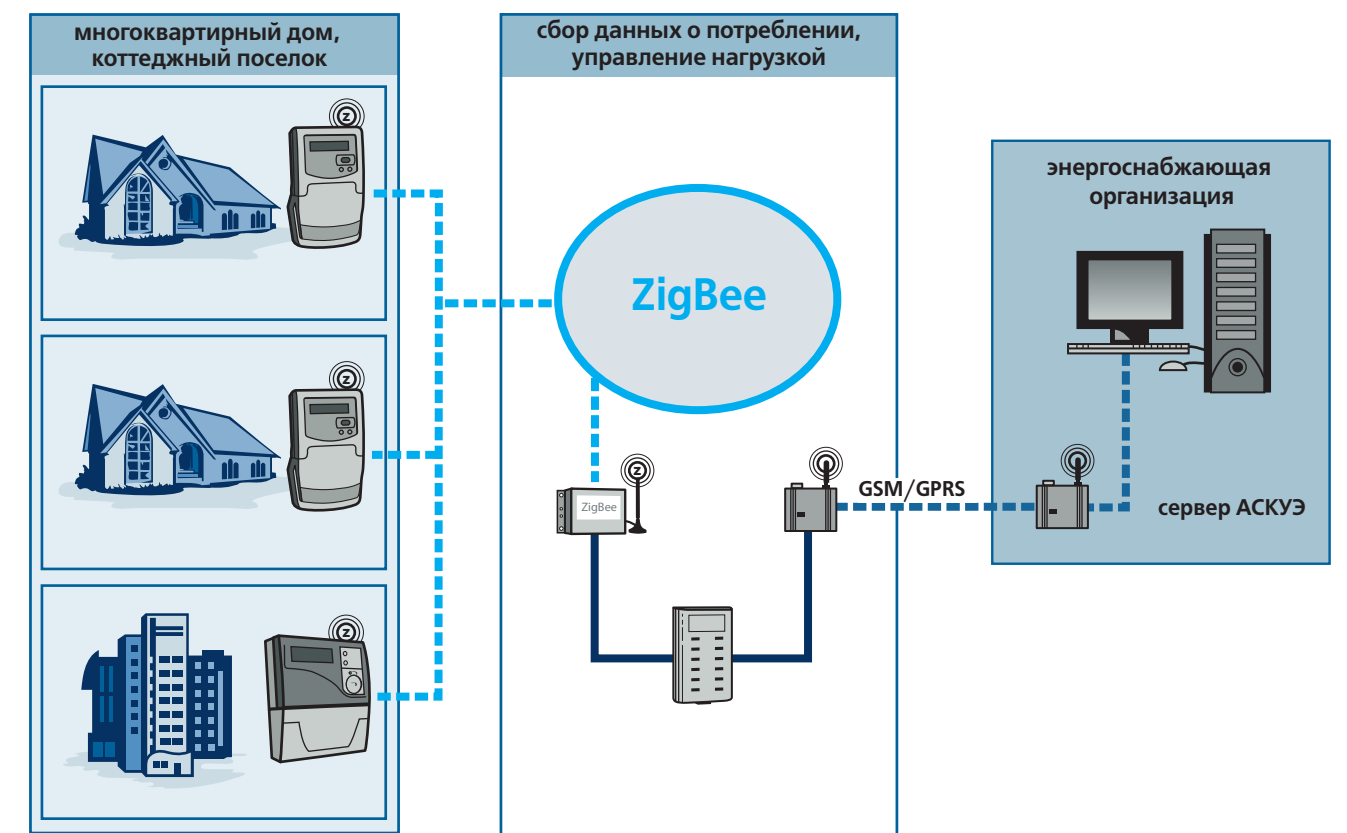 многоквартирный дом,
коттеджный поселок
Z
Z
Z
сбор данных о потреблении,
управление нагрузкой
ZigBee
Z
ZigBee
GSM/GPRS
энергоснабжающая
организация
сервер АСКУЭ